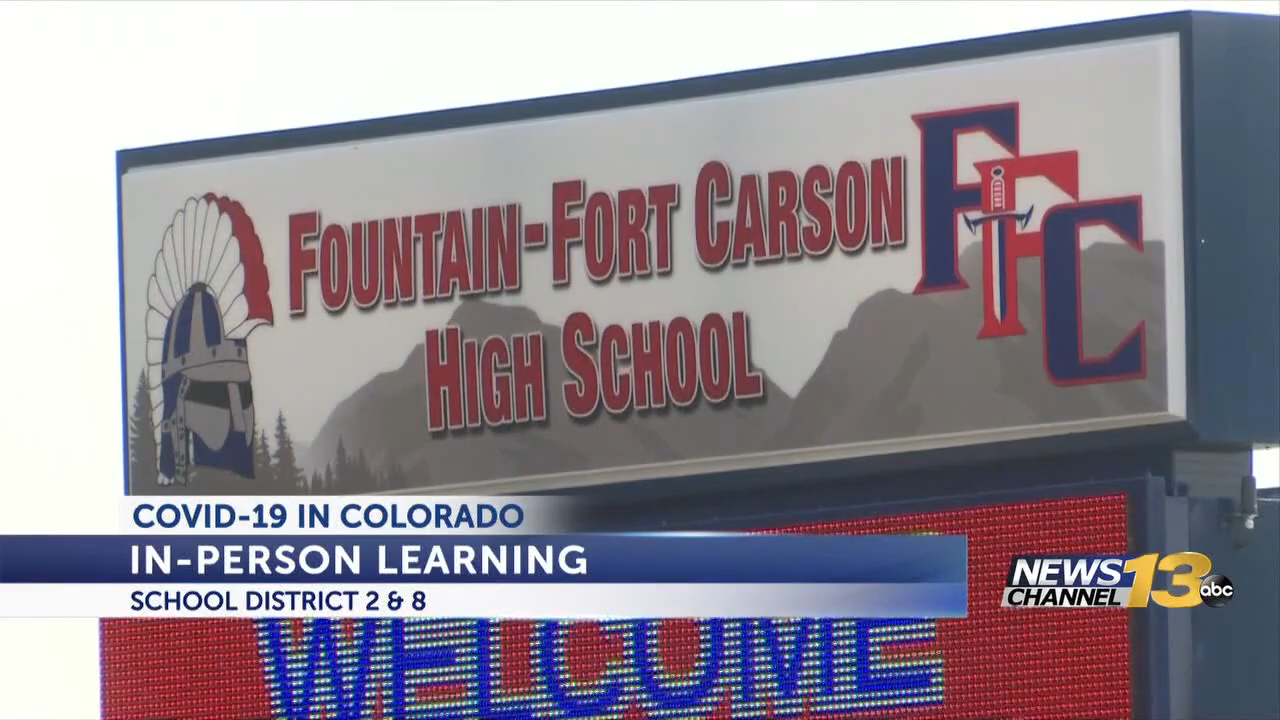 FOUNTAIN-FORT CARSON
HIGH SCHOOL
FFC
COVID-19 IN COLORADO
IN-PERSON LEARNING
SCHOOL DISTRICT 2 & 8
NEWS
CHANNEL 13
abc
WELCOME